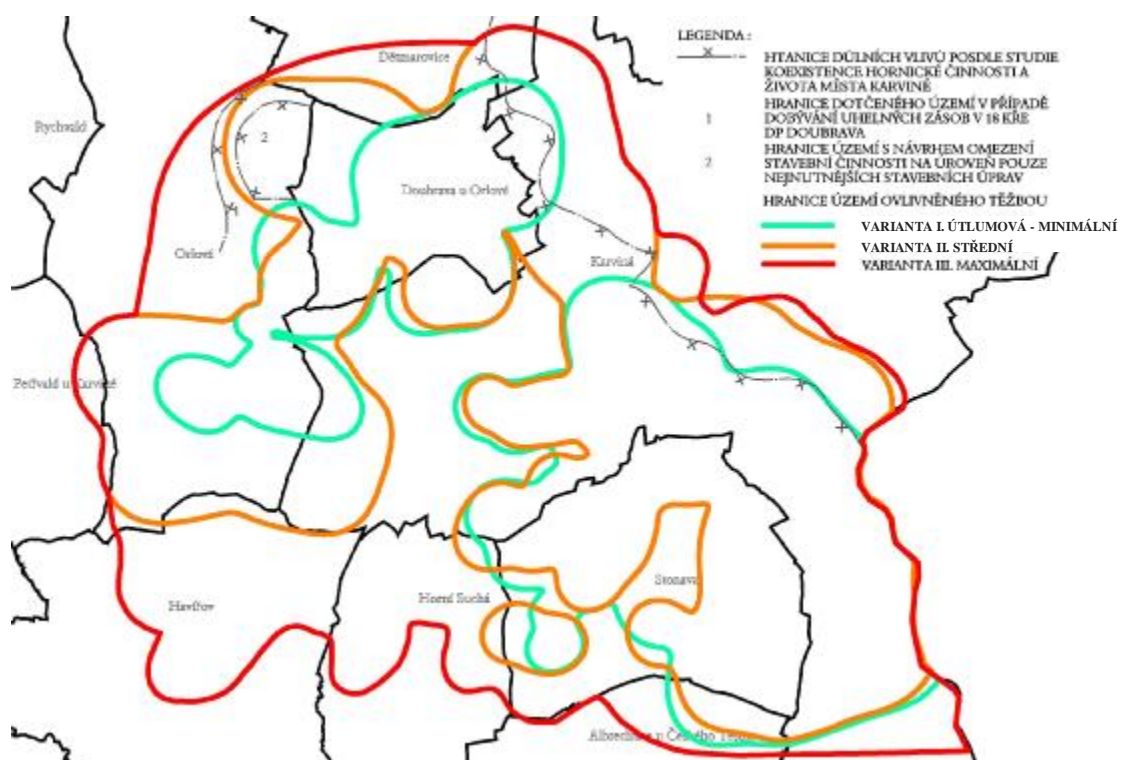 LEGENDA :
HTANICE DŮLNÍCH VLIVŮ POSDLE STUDIE
KOEXISTENCE HORNICKÉ ČINNOSTI A
ŽIVOTA MĚSTA KARVINÉ
1 HRANICE DOTČENÉHO ÚZEMÍ V PŘÍPADĚ
DOBÝVÁNÍ UHELNÝCH ZÁSOB V 18 KŘE
DP DOUBRAVA
2 HRANICE ÚZEMÍ S NÁVRHEM OMEZENÍ
STAVEBNÍ ČINNOSTI NA ÚROVEŇ POUZE
NEJNUTNĚJŠÍCH STAVEBNÍCH ÚPRAV
HRANICE ÚZEMÍ OVLIVNĚNÉHO TĚŽBOU
VARIANTA I. ÚTLUMOVÁ - MINIMÁLNÍ
VARIANTA II. STŘEDNÍ
VARIANTA III. MAXIMÁLNÍ
Dětmarovice
Rychvald
2
1
Doubrava u Orlové
Orlová
Karviná
Petřvald u Karviné
Stonava
Horní Suchá
Havířov
Albrechtice u Českého